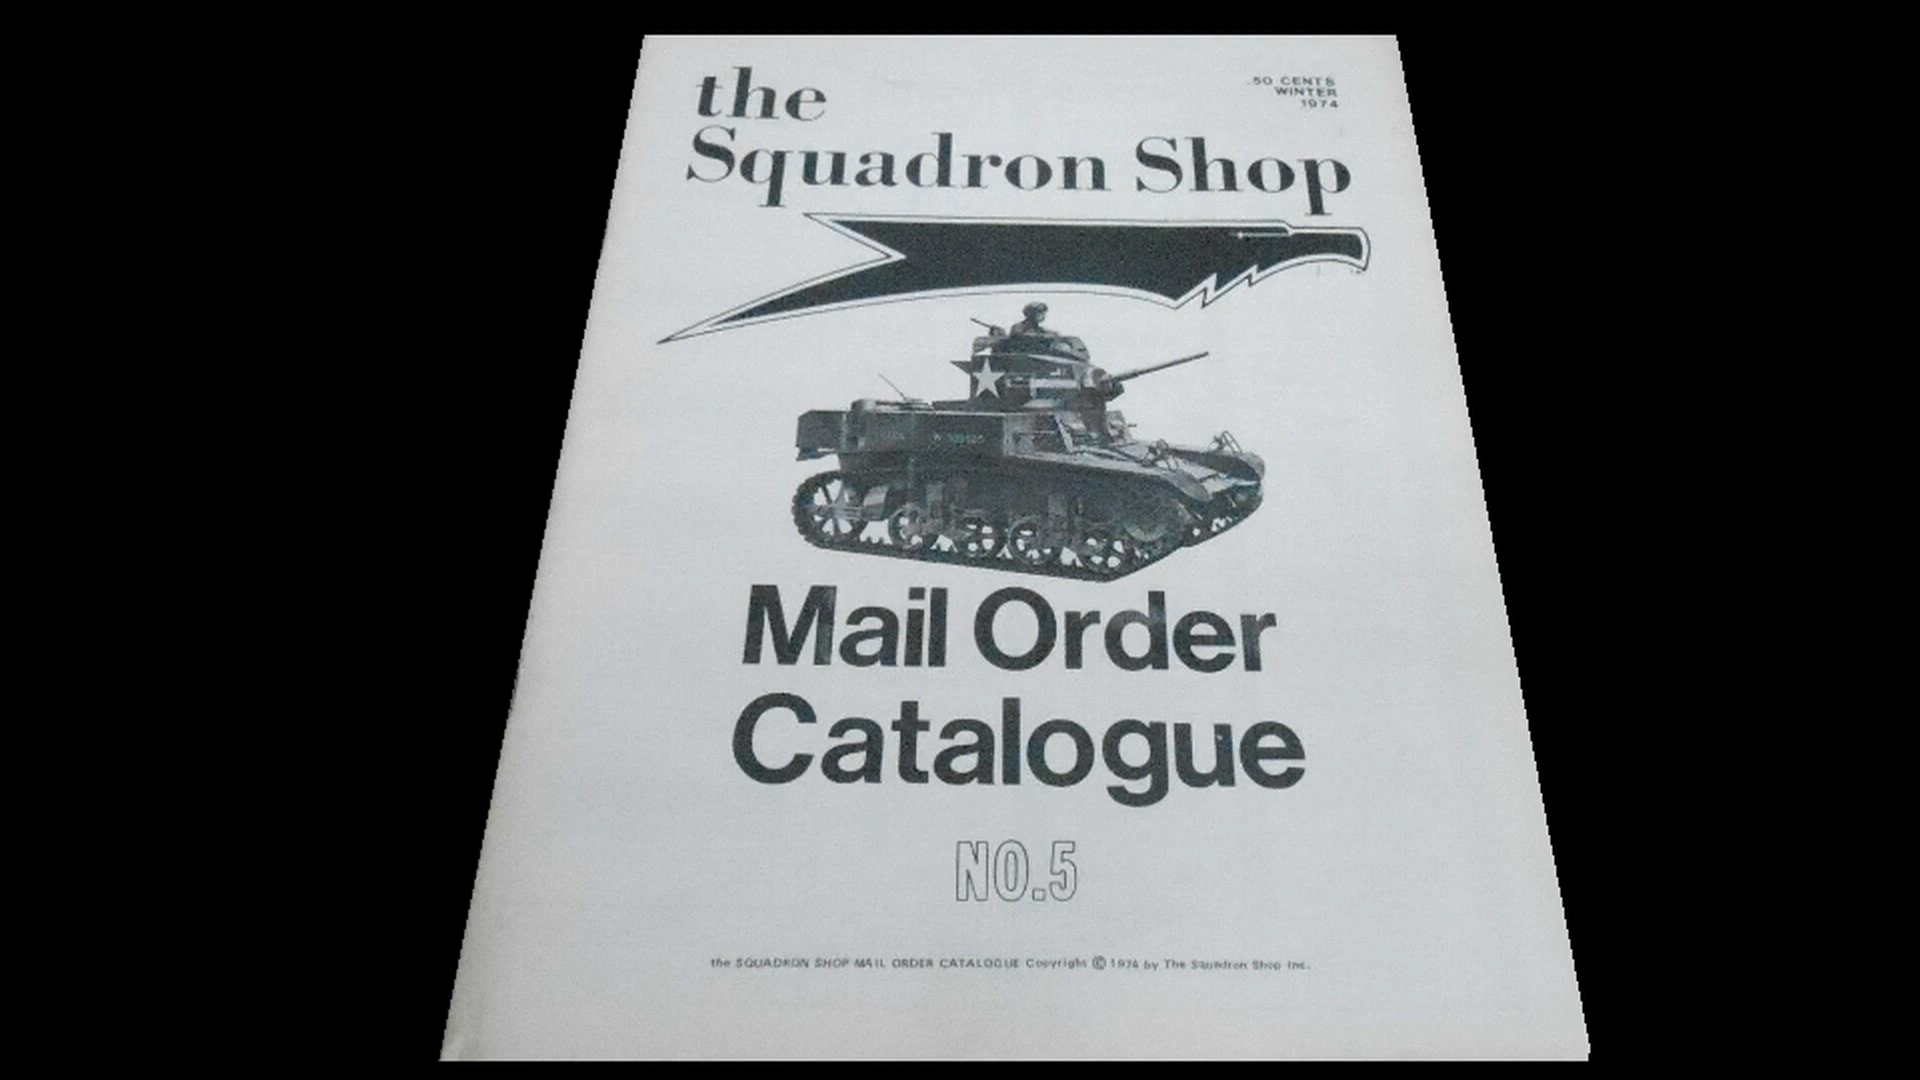 the
Squadron Shop
.50 CENTS
WINTER
1974
Mail Order
Catalogue
NO.5
the SQUADRON SHOP MAIL ORDER CATALOGUE Copyright © 1974 by The Squadron Shop Inc.